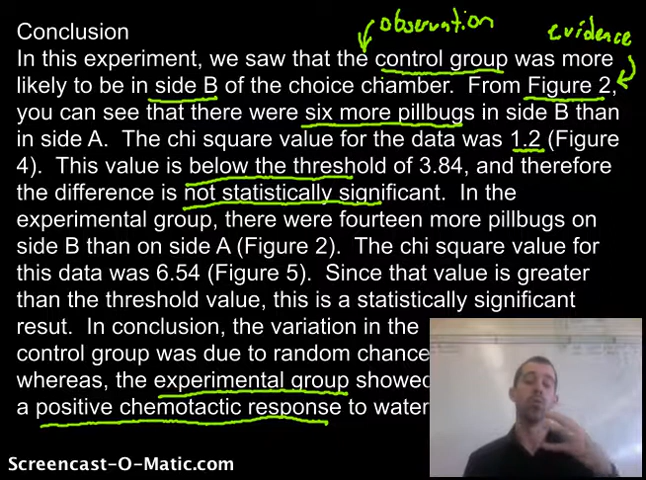 observation
evidence
Conclusion
In this experiment, we saw that the control group was more
likely to be in side B of the choice chamber.  From Figure 2,
you can see that there were six more pillbugs in side B than
in side A.  The chi square value for the data was 1.2 (Figure
4).  This value is below the threshold of 3.84, and therefore
the difference is not statistically significant.  In the
experimental group, there were fourteen more pillbugs on
side B than on side A (Figure 2).  The chi square value for
this data was 6.54 (Figure 5).  Since that value is greater
than the threshold value, this is a statistically significant
resut.  In conclusion, the variation in the
control group was due to random chance
whereas, the experimental group showed
a positive chemotactic response to water
Screencast-O-Matic.com